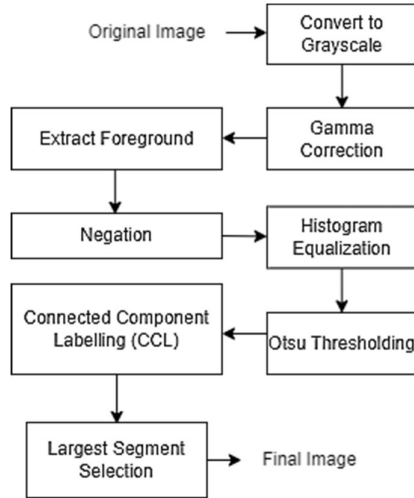 Original Image
Convert to
Grayscale
Extract Foreground
Gamma
Correction
Negation
Histogram
Equalization
Connected Component
Labelling (CCL)
Otsu Thresholding
Largest Segment
Selection
Final Image